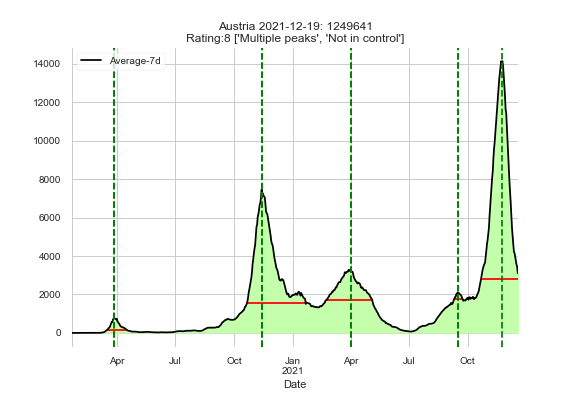 Austria 2021-12-19: 1249641
Rating:8 ['Multiple peaks', 'Not in control']
Average-7d
14000
12000
10000
8000
6000
4000
2000
0
Apr Jul Oct Jan Apr Jul Oct
2021
Date